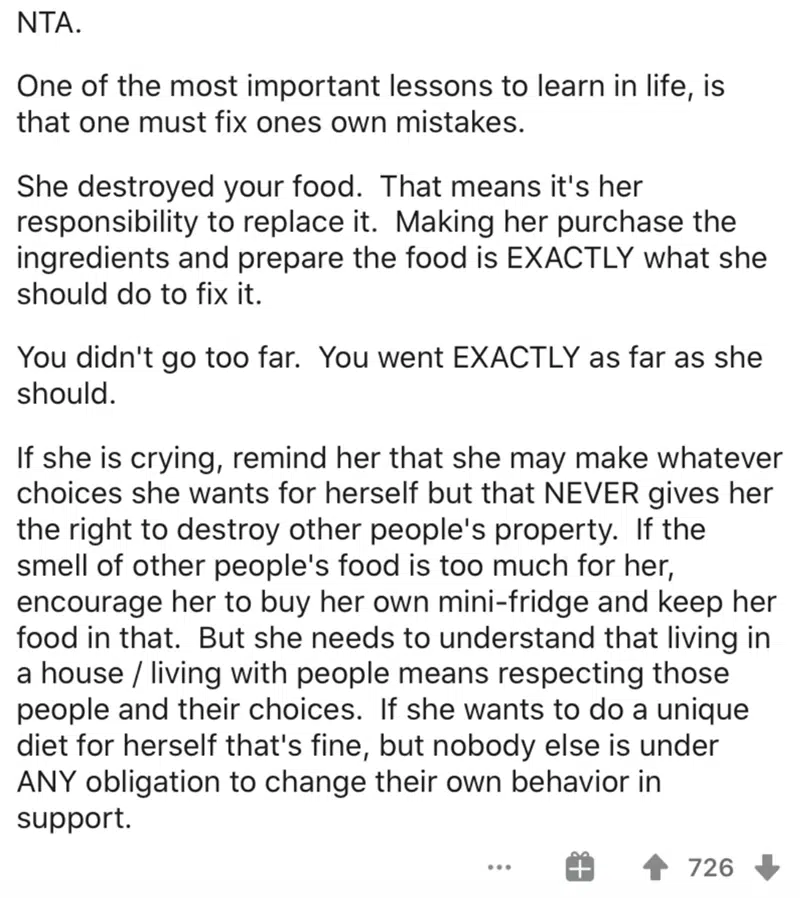 NTA.
One of the most important lessons to learn in life, is
that one must fix ones own mistakes.
She destroyed your food.  That means it's her
responsibility to replace it.  Making her purchase the
ingredients and prepare the food is EXACTLY what she
should do to fix it.
You didn't go too far.  You went EXACTLY as far as she
should.
If she is crying, remind her that she may make whatever
choices she wants for herself but that NEVER gives her
the right to destroy other people's property.  If the
smell of other people's food is too much for her,
encourage her to buy her own mini-fridge and keep her
food in that.  But she needs to understand that living in
a house / living with people means respecting those
people and their choices.  If she wants to do a unique
diet for herself that's fine, but nobody else is under
ANY obligation to change their own behavior in
support.
726